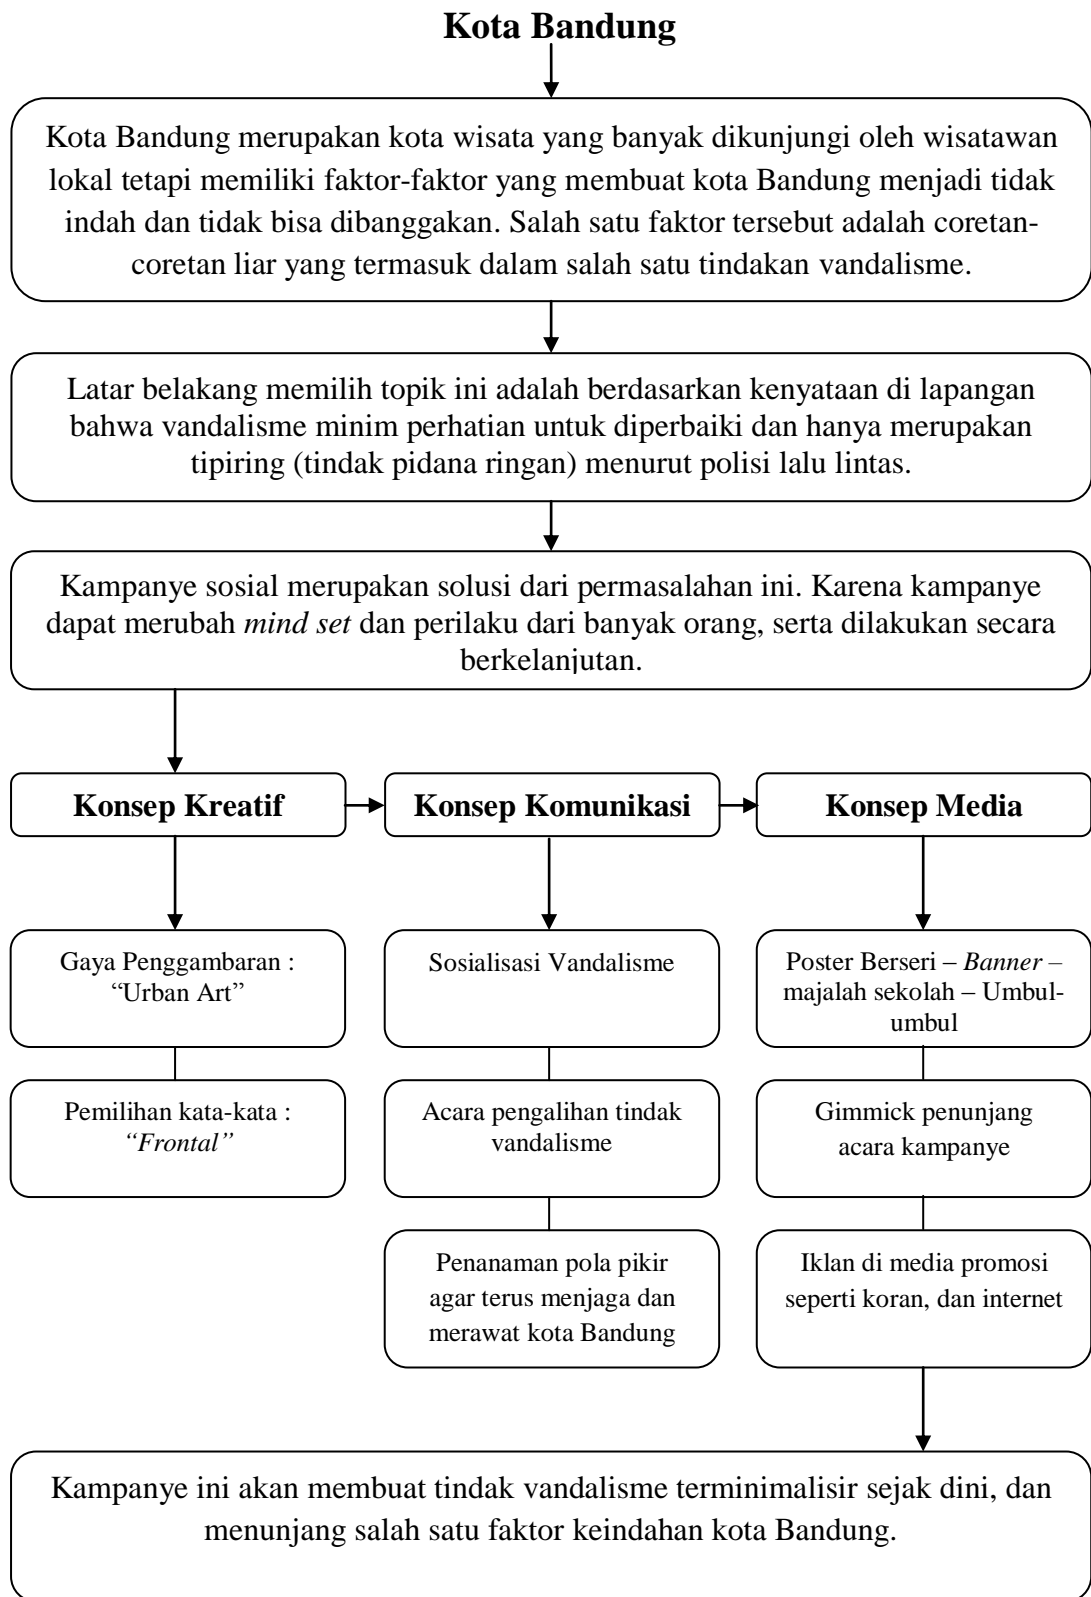 Kota Bandung
Kota Bandung merupakan kota wisata yang banyak dikunjungi oleh wisatawan
lokal tetapi memiliki faktor-faktor yang membuat kota Bandung menjadi tidak
indah dan tidak bisa dibanggakan. Salah satu faktor tersebut adalah coretan-
coretan liar yang termasuk dalam salah satu tindakan vandalisme.
Latar belakang memilih topik ini adalah berdasarkan kenyataan di lapangan
bahwa vandalisme minim perhatian untuk diperbaiki dan hanya merupakan
tipiring (tindak pidana ringan) menurut polisi lalu lintas.
Kampanye sosial merupakan solusi dari permasalahan ini. Karena kampanye
dapat merubah mind set dan perilaku dari banyak orang, serta dilakukan secara
berkelanjutan.
Konsep Kreatif
Konsep Komunikasi
Konsep Media
Gaya Penggambaran :
“Urban Art”
Sosialisasi Vandalisme
Poster Berseri – Banner –
majalah sekolah – Umbul-
umbul
Pemilihan kata-kata :
“Frontal”
Acara pengalihan tindak
vandalisme
Gimmick penunjang
acara kampanye
Penanaman pola pikir
agar terus menjaga dan
merawat kota Bandung
Iklan di media promosi
seperti koran, dan internet
Kampanye ini akan membuat tindak vandalisme terminimalisir sejak dini, dan
menunjang salah satu faktor keindahan kota Bandung.